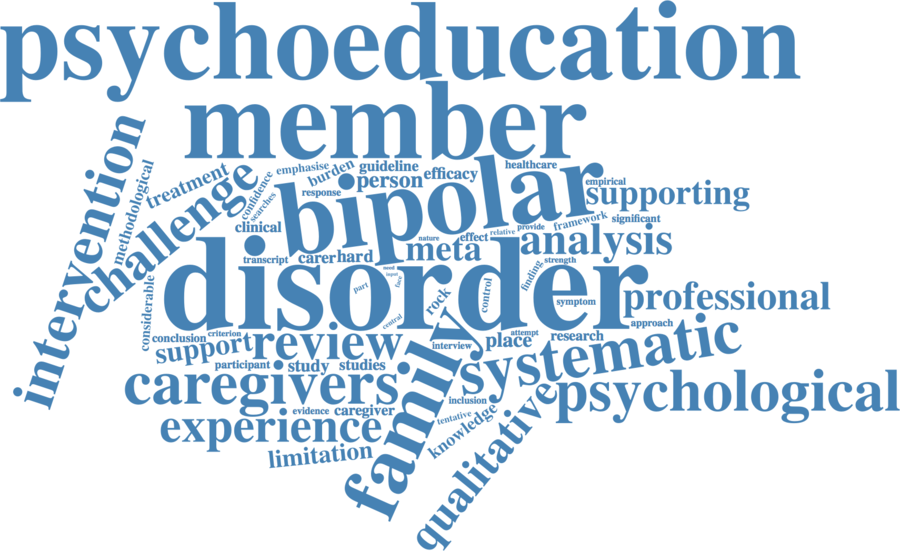 psychoeducation
member
intervention
methodological
treatment
challenge
confidence
searches
emphasise
burden
response
guideline
person
efficacy
healthcare
bipolar
empirical
supporting
clinical
transcript
carer
hard
nature
meta
effect
relative
provide
framework
significant
analysis
disorder
need
input
face
part
central
rock
control
finding
strength
symptom
professional
approach
considerable
conclusion
criterion
support
review
participant
study
studies
interview
place
attempt
research
systematic
caregivers
family
inclusion
psychological
evidence
caregiver
tentative
knowledge
qualitative
experience
limitation